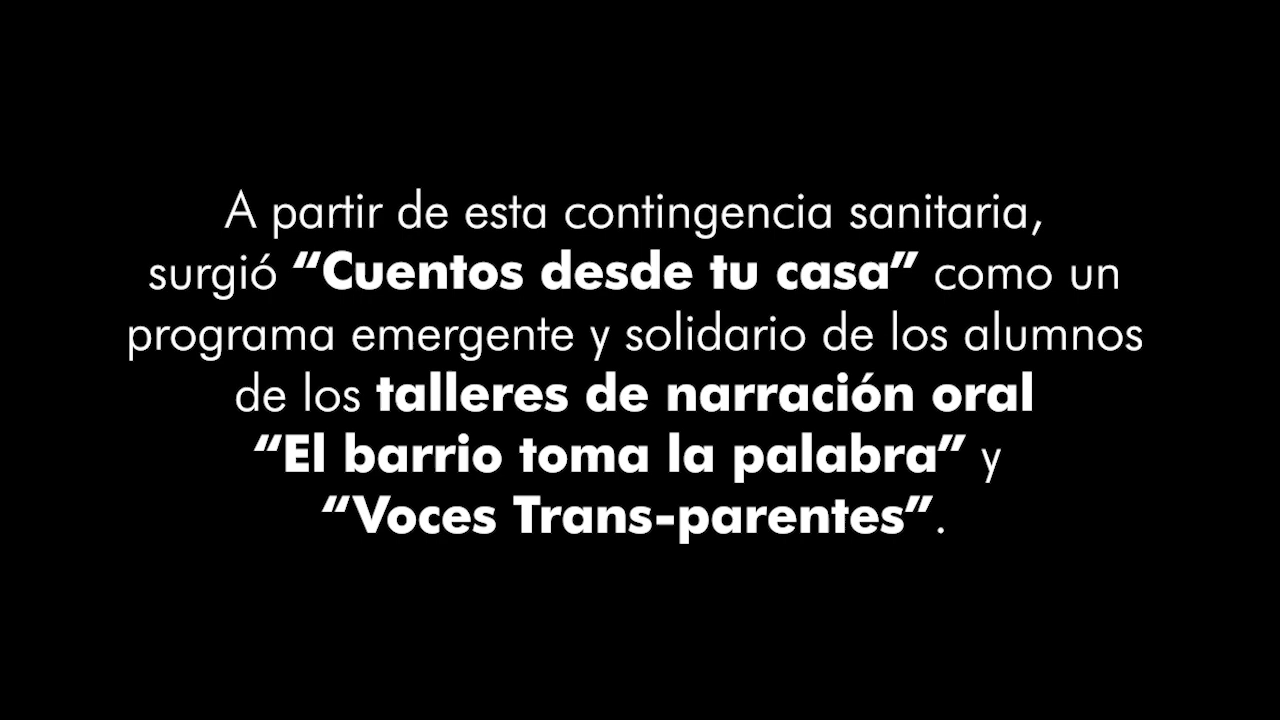 A partir de esta contingencia sanitaria,
surgió “Cuentos desde tu casa” como un
programa emergente y solidario de los alumnos
de los talleres de narración oral
“El barrio toma la palabra” y
“Voces Trans-parentes”.